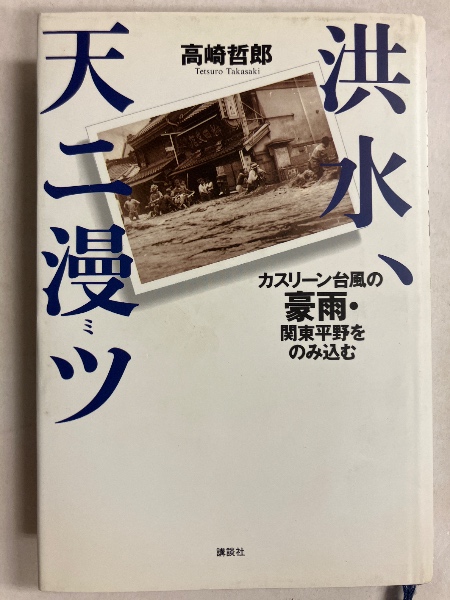 洪水、
天ニ漫ツ
ミ
高崎哲郎
Tetsuro Takasaki
カスリーン台風の
豪雨・
関東平野を
のみ込む
講談社